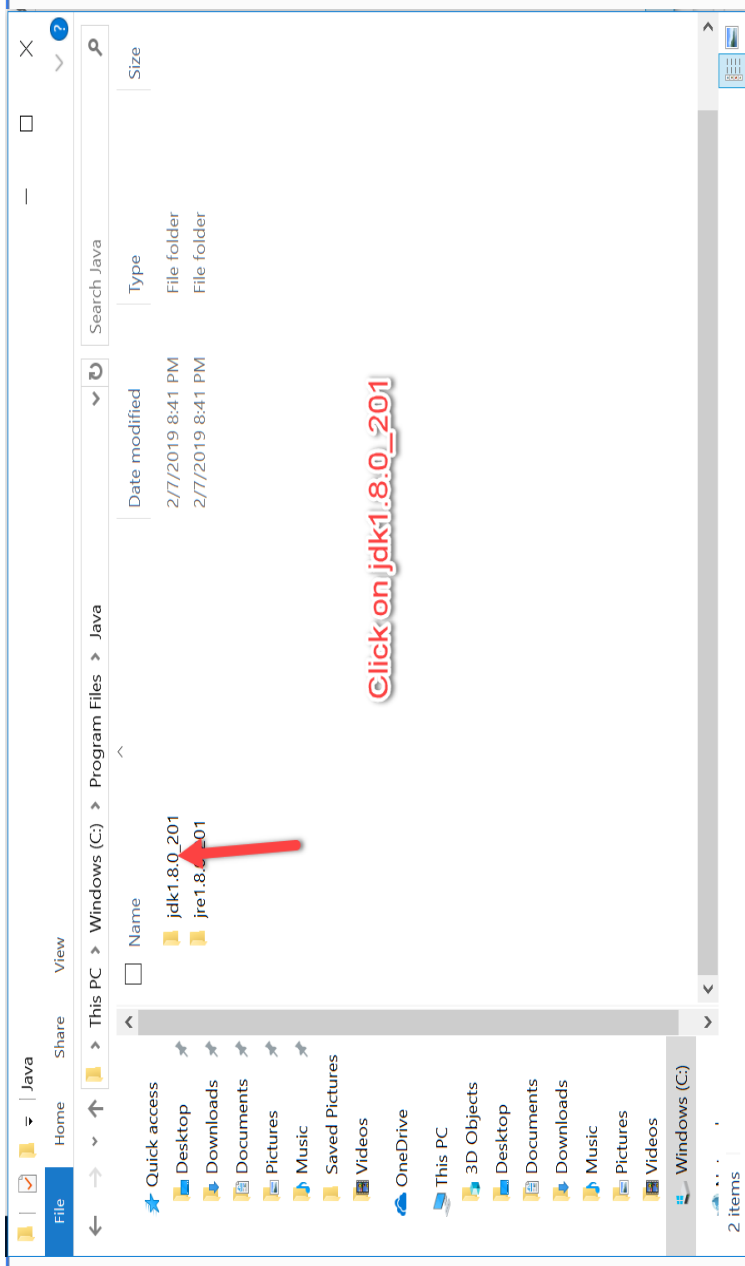 Java
File Home Share View
This PC > Windows (C:) > Program Files > Java
Search Java
Name Date modified Type Size
jdk1.8.0_201 2/7/2019 8:41 PM File folder
jre1.8. 201 2/7/2019 8:41 PM File folder
Click on jdk1.8.0_201
Quick access
Desktop
Downloads
Documents
Pictures
Music
Saved Pictures
Videos
OneDrive
This PC
3D Objects
Desktop
Documents
Downloads
Music
Pictures
Videos
Windows (C:)
2 items